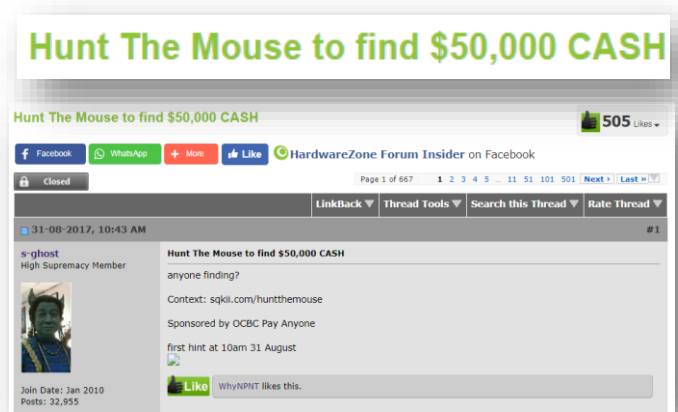 Hunt The Mouse to find $50,000 CASH
Hunt The Mouse to find $50,000 CASH
505 Likes
Facebook WhatsApp More Like HardwareZone Forum Insider on Facebook
Closed
Page 1 of 667 1 2 3 4 5 ... 11 51 101 501 Next > Last »
LinkBack Thread Tools Search this Thread Rate Thread
31-08-2017, 10:43 AM #1
s-ghost
High Supremacy Member
Hunt The Mouse to find $50,000 CASH
anyone finding?
Context: sqkii.com/huntthemouse
Sponsored by OCBC Pay Anyone
first hint at 10am 31 August
Like WhyNPNT likes this.
Join Date: Jan 2010
Posts: 32,955